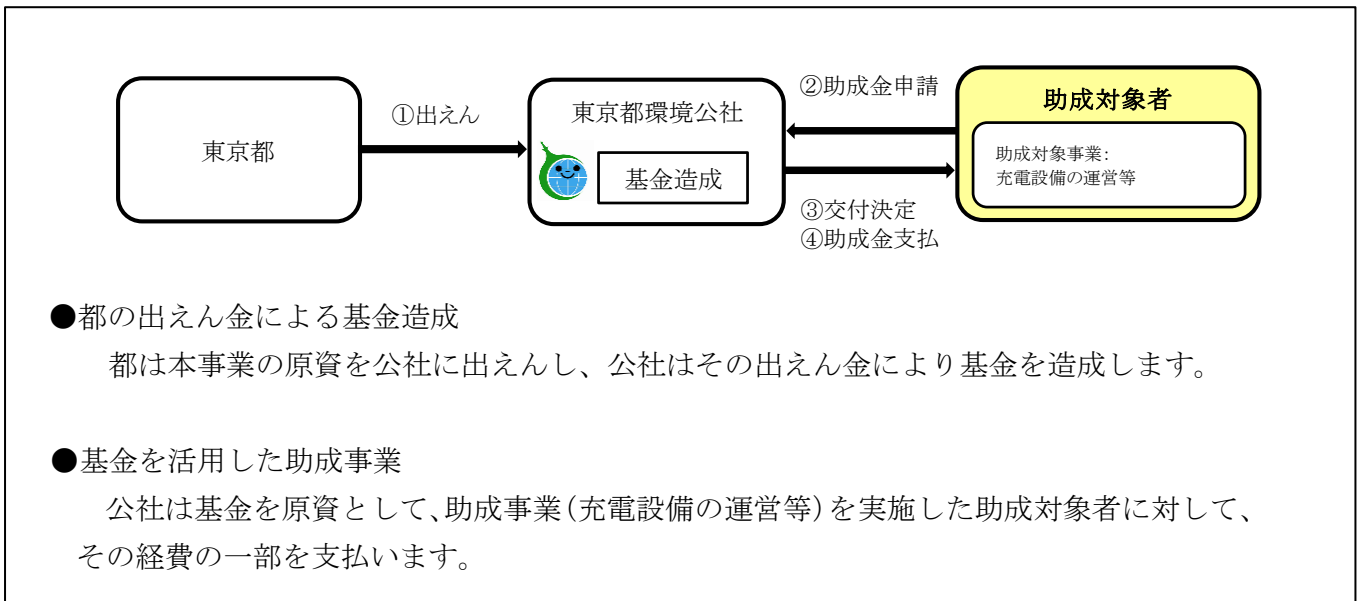 東京都
①出えん
東京都環境公社
基金造成
②助成金申請
③交付決定
④助成金支払
助成対象者
助成対象事業:
充電設備の運営等
●都の出えん金による基金造成
都は本事業の原資を公社に出えんし、公社はその出えん金により基金を造成します。
●基金を活用した助成事業
公社は基金を原資として、助成事業(充電設備の運営等)を実施した助成対象者に対して、
その経費の一部を支払います。